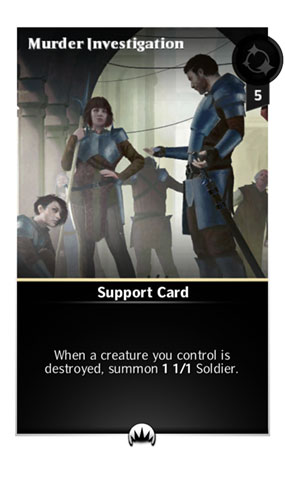 Murder Investigation
5
Support Card
When a creature you control is
destroyed, summon 1 1/1 Soldier.